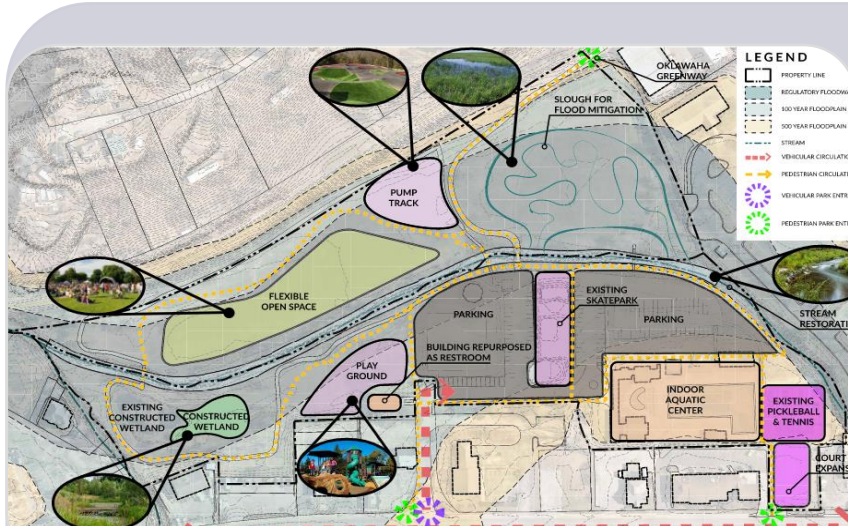 LEGEND
PROPERTY LINE
REGULATORY FLOODWA
100 YEAR FLOODPLAIN
500 YEAR FLOODPLAIN
STREAM
VEHICULAR CIRCULATIO
PEDESTRIAN CIRCULATI
VEHICULAR PARK ENTR
PEDESTRIAN PARK ENTR
OKLAWAHA
GREENWAY
SLOUGH FOR
FLOOD MITIGATION
PUMP
TRACK
FLEXIBLE
OPEN SPACE
PARKING
EXISTING
SKATEPARK
PARKING
STREAM
RESTORATI
BUILDING REPURPOSED
AS RESTROOM
PLAY
GROUND
INDOOR
AQUATIC
CENTER
EXISTING
PICKLEBALL
& TENNIS
EXISTING
CONSTRUCTED
WETLAND
CONSTRUCTED
WETLAND
COURT
EXPANS